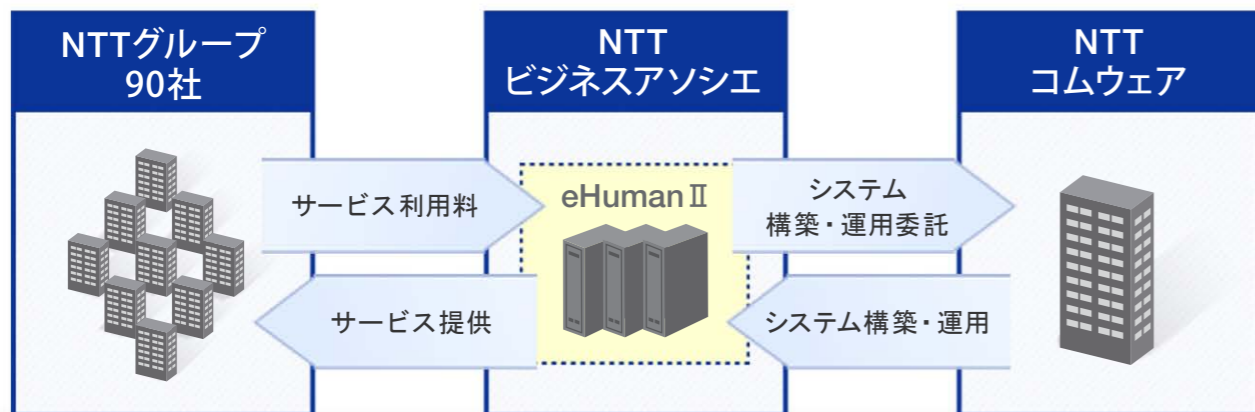 NTTグループ
90社
NTT
ビジネスアソシエ
NTT
コムウェア
サービス利用料
eHumanⅡ
システム
構築・運用委託
サービス提供
システム構築・運用